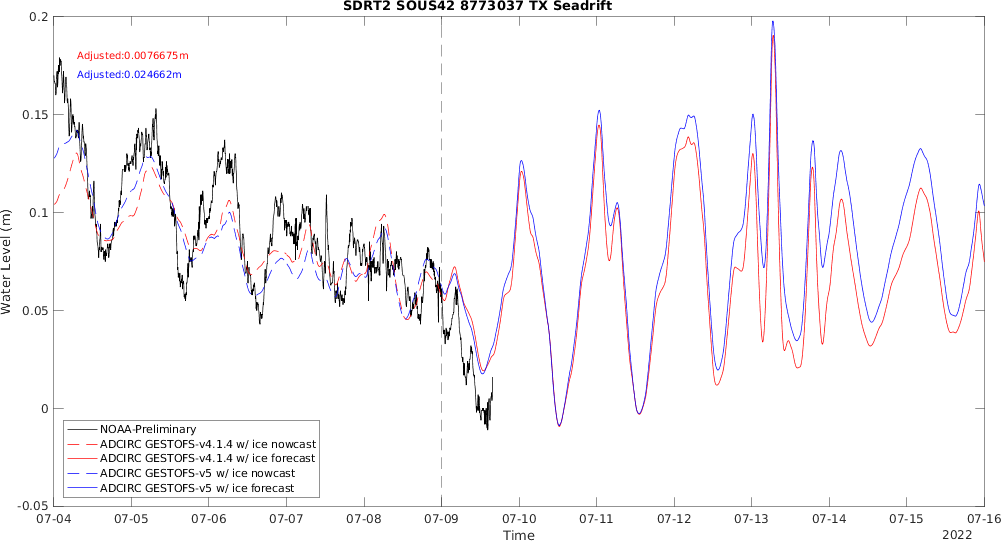 SDRT2 SOUS42 8773037 TX Seadrift
0.2
Adjusted:0.0076675m
Adjusted:0.024662m
0.15
0.1
Water Level (m)
0.05
0
NOAA-Preliminary
ADCIRC GESTOFS-v4.1.4 w/ ice nowcast
ADCIRC GESTOFS-v4.1.4 w/ ice forecast
ADCIRC GESTOFS-v5 w/ ice nowcast
ADCIRC GESTOFS-v5 w/ ice forecast
-0.05
07-04 07-05 07-06 07-07 07-08 07-09 07-10 07-11 07-12 07-13 07-14 07-15 07-16
Time
2022